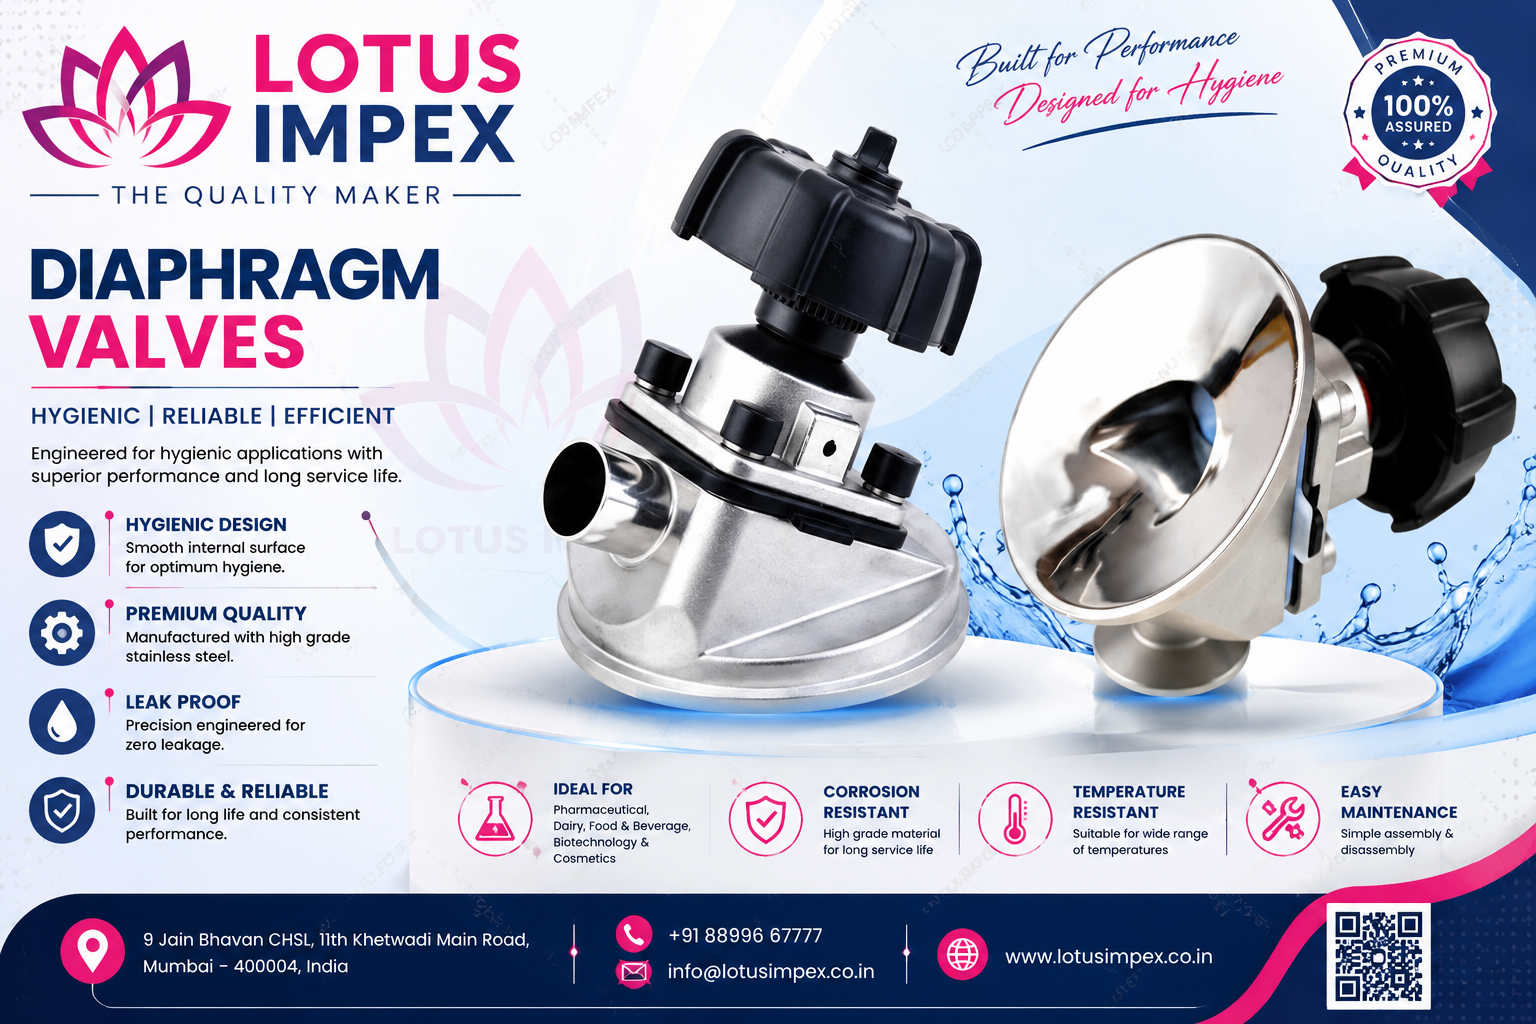 LOTUS
IMPEX
THE QUALITY MAKER
Built for Performance
Designed for Hygiene
PREMIUM
100%
ASSURED
QUALITY
DIAPHRAGM
VALVES
HYGIENIC | RELIABLE | EFFICIENT
Engineered for hygienic applications with
superior performance and long service life.
HYGIENIC DESIGN
Smooth internal surface
for optimum hygiene.
PREMIUM QUALITY
Manufactured with high grade
stainless steel.
LEAK PROOF
Precision engineered for
zero leakage.
DURABLE & RELIABLE
Built for long life and consistent
performance.
LOTUS
IDEAL FOR
Pharmaceutical,
Dairy, Food & Beverage,
Biotechnology &
Cosmetics
CORROSION
RESISTANT
High grade material
for long service life
TEMPERATURE
RESISTANT
Suitable for wide range
of temperatures
EASY
MAINTENANCE
Simple assembly &
disassembly
9 Jain Bhavan CHSL, 11th Khetwadi Main Road,
Mumbai - 400004, India
+91 88996 67777
info@lotusimpex.co.in
www.lotusimpex.co.in